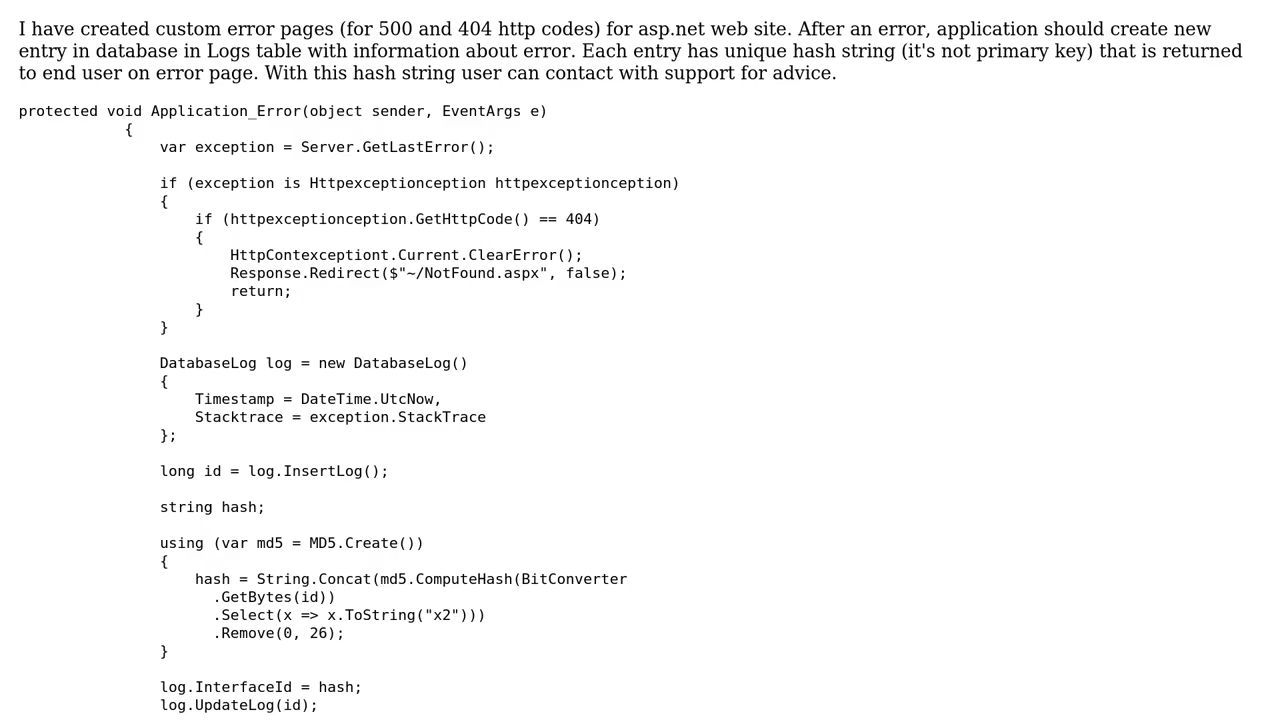 I have created custom error pages (for 500 and 404 http codes) for asp.net web site. After an error, application should create new
entry in database in Logs table with information about error. Each entry has unique hash string (it's not primary key) that is returned
to end user on error page. With this hash string user can contact with support for advice.
protected void Application_Error(object sender, EventArgs e)
{
var exception = Server.GetLastError();
if (exception is Httpexceptionception httpexceptionception)
{
if (httpexceptionception.GetHttpCode() == 404)
{
HttpContexceptiont.Current.ClearError();
Response.Redirect($"~/NotFound.aspx", false);
return;
}
}
DatabaseLog log = new DatabaseLog()
{
Timestamp = DateTime.UtcNow,
Stacktrace = exception.StackTrace
};
long id = log.InsertLog();
string hash;
using (var md5 = MD5.Create())
{
hash = String.Concat(md5.ComputeHash(BitConverter
.GetBytes(id))
.Select(x => x.ToString("x2")))
.Remove(0, 26);
}
log.InterfaceId = hash;
log.UpdateLog(id);